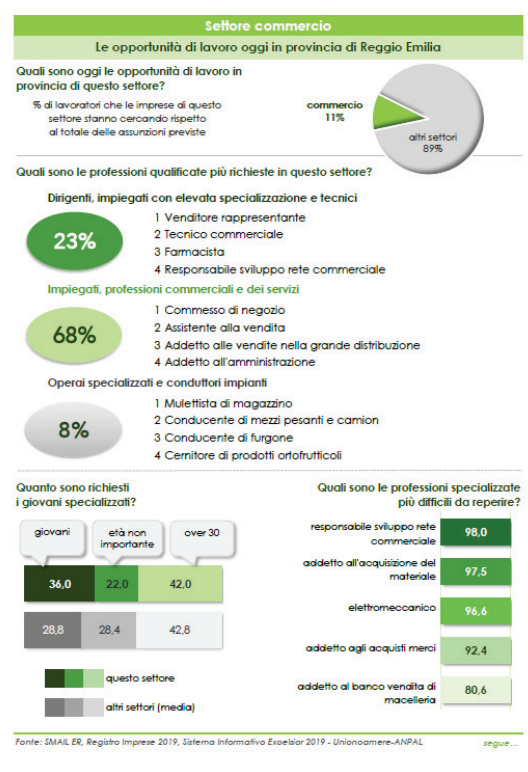 Settore commercio
Le opportunità di lavoro oggi in provincia di Reggio Emilia
Quali sono oggi le opportunità di lavoro in
provincia di questo settore?
% di lavoratori che le imprese di questo
settore stanno cercando rispetto
al totale delle assunzioni previste
commercio
11%
altri settori
89%
Quali sono le professioni qualificate più richieste in questo settore?
Dirigenti, impiegati con elevata specializzazione e tecnici
23%
1 Venditore rappresentante
2 Tecnico commerciale
3 Farmacista
4 Responsabile sviluppo rete commerciale
Impiegati, professioni commerciali e dei servizi
68%
1 Commesso di negozio
2 Assistente alla vendita
3 Addetto alle vendite nella grande distribuzione
4 Addetto all'amministrazione
Operai specializzati e conduttori impianti
8%
1 Mulettista di magazzino
2 Conducente di mezzi pesanti e camion
3 Conducente di furgone
4 Cernitore di prodotti ortofrutticoli
Quanto sono richiesti
i giovani specializzati?
giovani
età non
importante
over 30
36,0 22,0 42,0
28,8 28,4 42,8
questo settore
altri settori (media)
Quali sono le professioni specializzate
più difficili da reperire?
responsabile sviluppo rete
commerciale
98,0
addetto all'acquisizione del
materiale
97,5
elettromeccanico
96,6
addetto agli acquisti merci
92,4
addetto al banco vendita di
macelleria
80,6
Fonte: SMAIL ER, Registro Imprese 2019, Sistema Informativo Excelsior 2019 - Unioncamere-ANPAL
segue...